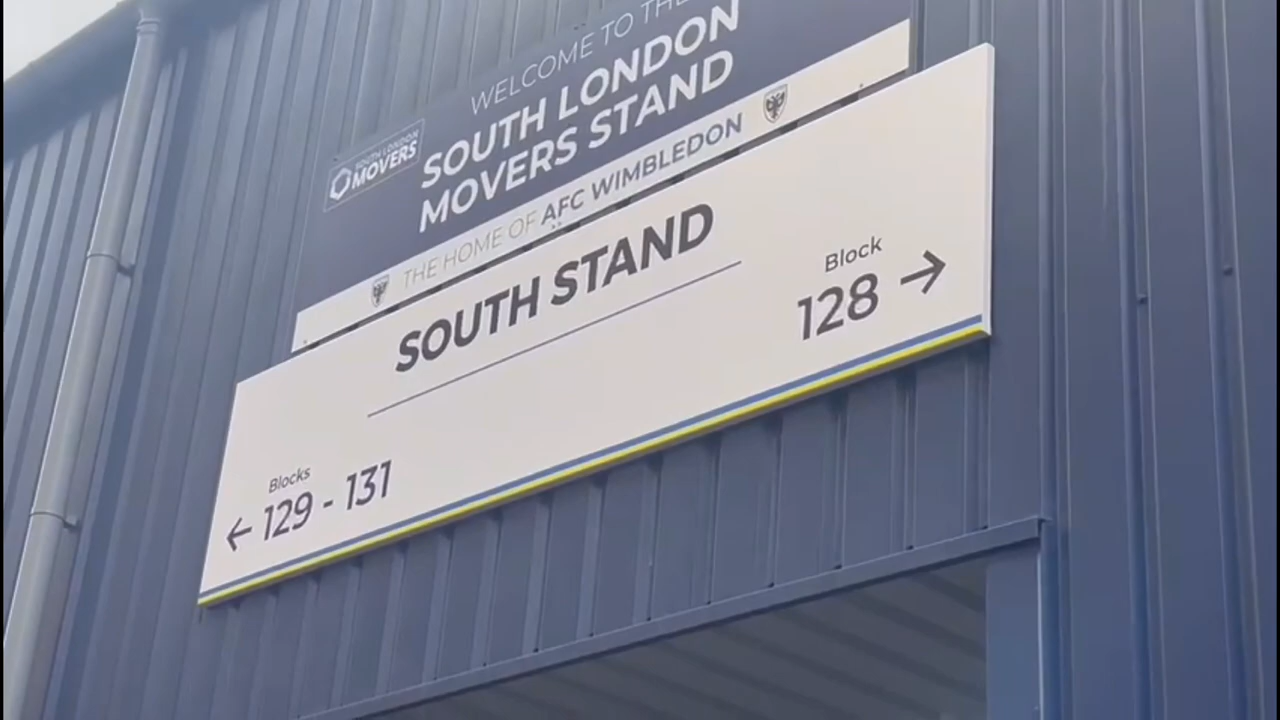 WELCOME TO THE
SOUTH LONDON
MOVERS STAND
SOUTH LONDON
MOVERS
THE HOME OF AFC WIMBLEDON
SOUTH STAND
Block
128 →
Blocks
← 129 - 131